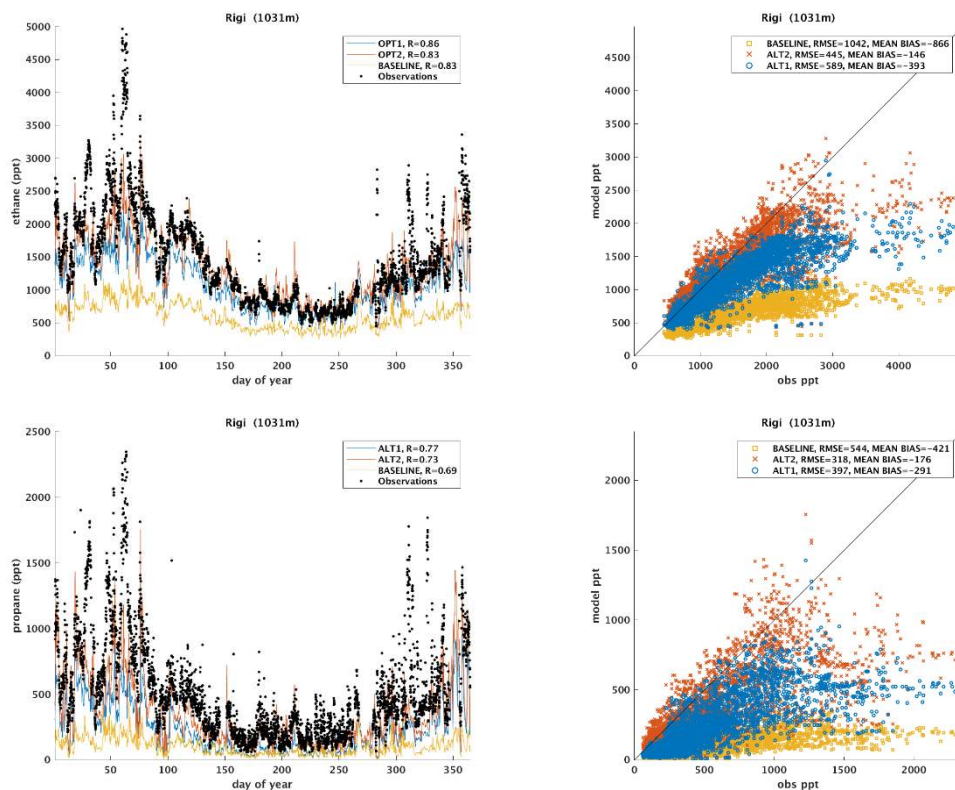 Rigi (1031m)
5000
4500
4000
3500
3000
2500
2000
1500
1000
500
0
ethane (ppt)
OPT1, R=0.86
OPT2, R=0.83
BASELINE, R=0.83
Observations
50 100 150 200 250 300 350
day of year
Rigi (1031m)
4500
4000
3500
3000
2500
2000
1500
1000
500
0
model ppt
BASELINE, RMSE=1042, MEAN BIAS=-866
ALT2, RMSE=445, MEAN BIAS=-146
ALT1, RMSE=589, MEAN BIAS=-393
0 1000 2000 3000 4000
obs ppt
Rigi (1031m)
2500
2000
1500
1000
500
0
propane (ppt)
ALT1, R=0.77
ALT2, R=0.73
BASELINE, R=0.69
Observations
50 100 150 200 250 300 350
day of year
Rigi (1031m)
2000
1500
1000
500
0
model ppt
BASELINE, RMSE=544, MEAN BIAS=-421
ALT2, RMSE=318, MEAN BIAS=-176
ALT1, RMSE=397, MEAN BIAS=-291
0 500 1000 1500 2000
obs ppt